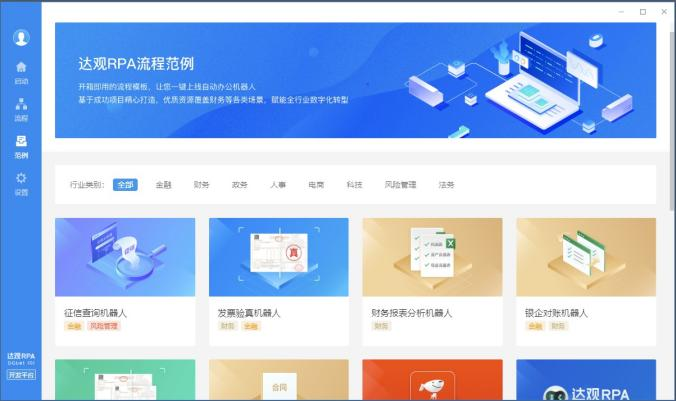 达观RPA流程范例
开箱即用的流程模板，让您一键上线自动办公机器人
基于成功项目精心打造，优质资源覆盖财务等各类场景，赋能全行业数字化转型
启动
流程
范例
设置
行业类别：
全部
金融
财务
政务
人事
电商
科技
风险管理
法务
真
征信查询机器人
金融
风险管理
发票验真机器人
财务
金融
财务报表分析机器人
财务
银企对账机器人
金融
财务
达观RPA
开发平台
合同
达观RPA